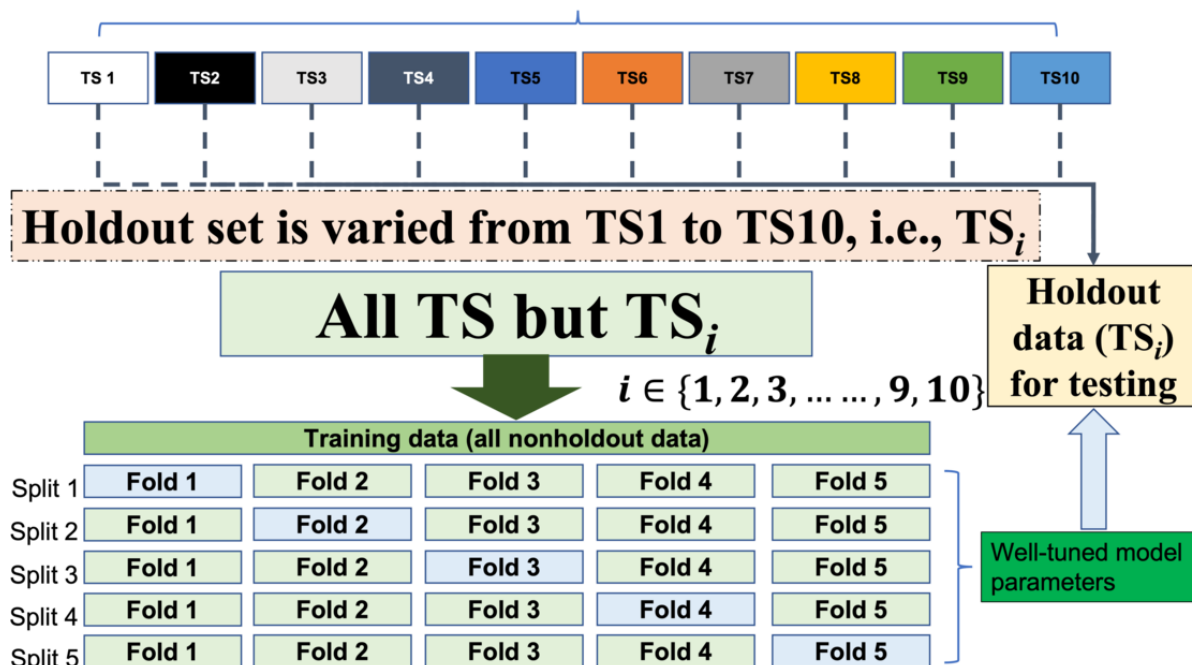 TS 1 TS2 TS3 TS4 TS5 TS6 TS7 TS8 TS9 TS10
Holdout set is varied from TS1 to TS10, i.e., TSᵢ
All TS but TSᵢ
Holdout
data (TSᵢ)
for testing
i ∈ {1, 2, 3, … …, 9, 10}
Training data (all nonholdout data)
Split 1 Fold 1 Fold 2 Fold 3 Fold 4 Fold 5
Split 2 Fold 1 Fold 2 Fold 3 Fold 4 Fold 5
Split 3 Fold 1 Fold 2 Fold 3 Fold 4 Fold 5
Split 4 Fold 1 Fold 2 Fold 3 Fold 4 Fold 5
Split 5 Fold 1 Fold 2 Fold 3 Fold 4 Fold 5
Well-tuned model
parameters